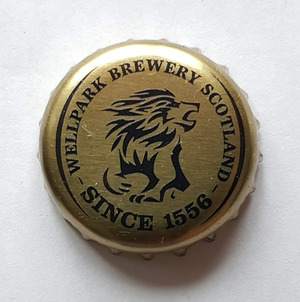 - WELLPARK BREWERY SCOTLAND -
SINCE 1556